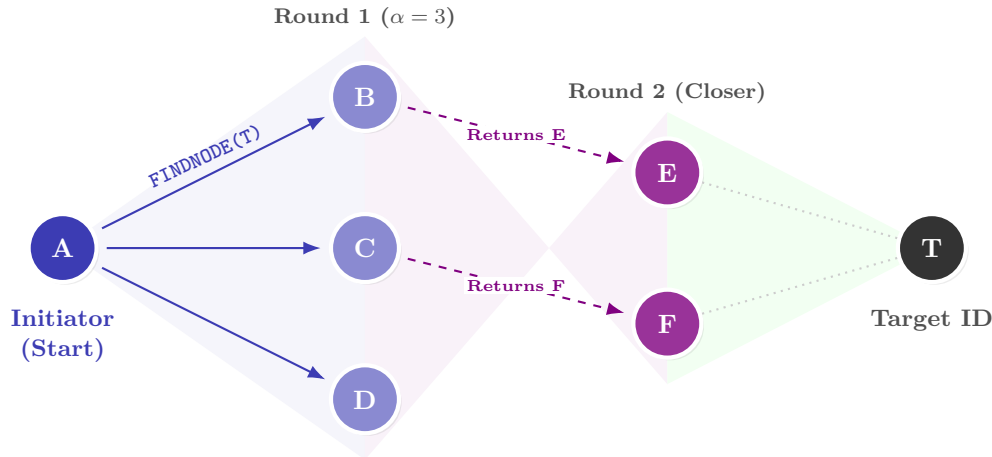 Round 1 (α = 3)
B
Round 2 (Closer)
FINDNODE(T)
Returns E
E
A
C
T
Returns F
F
Initiator
(Start)
Target ID
D